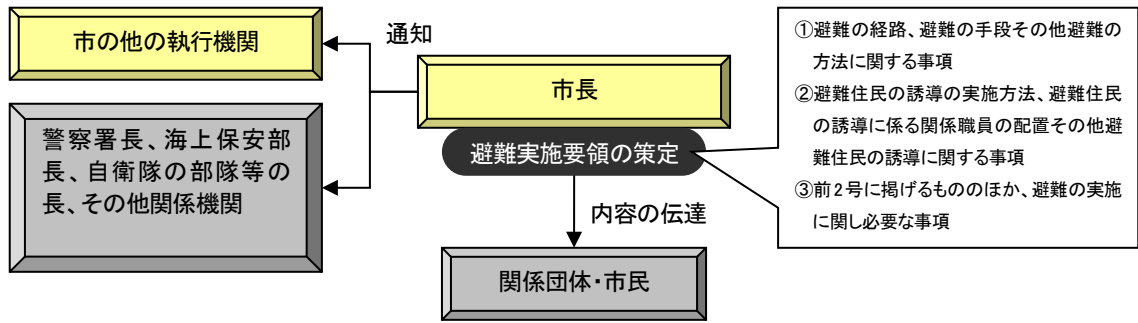 市の他の執行機関
通知
市長
避難実施要領の策定
警察署長、海上保安部
長、自衛隊の部隊等の
長、その他関係機関
内容の伝達
関係団体・市民
①避難の経路、避難の手段その他避難の
方法に関する事項
②避難住民の誘導の実施方法、避難住民
の誘導に係る関係職員の配置その他避
難住民の誘導に関する事項
③前2号に掲げるもののほか、避難の実施
に関し必要な事項